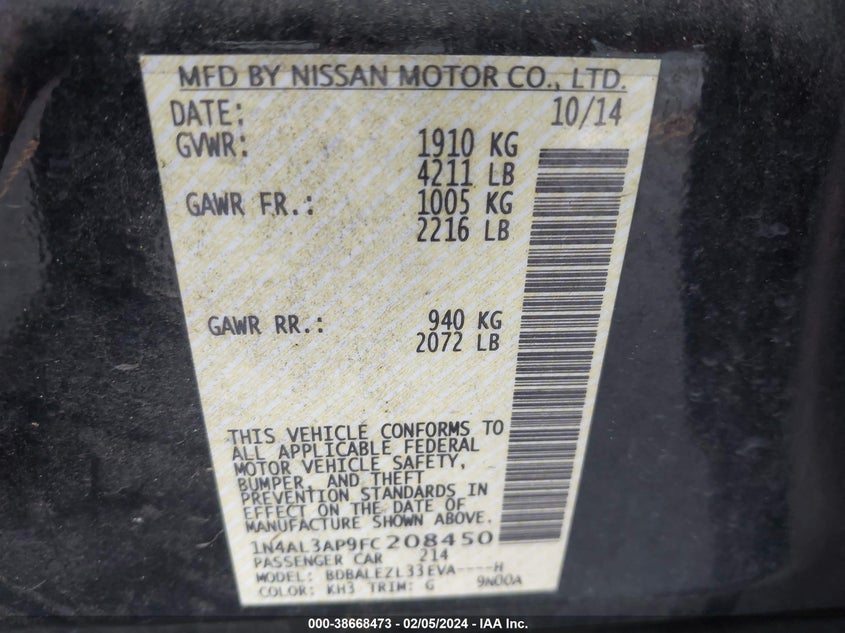 MFD BY NISSAN MOTOR CO., LTD.
DATE: 10/14
GVWR: 1910 KG
4211 LB
GAWR FR.: 1005 KG
2216 LB
GAWR RR.: 940 KG
2072 LB
THIS VEHICLE CONFORMS TO
ALL APPLICABLE FEDERAL
MOTOR VEHICLE SAFETY,
BUMPER, AND THEFT
PREVENTION STANDARDS IN
EFFECT ON THE DATE OF
MANUFACTURE SHOWN ABOVE.
1N4AL3AP9FC208450
PASSENGER CAR 214
MODEL: BDBALEZL33EVA----H
COLOR: KH3 TRIM: G 9N00A
000-38668473 - 02/05/2024 - IAA Inc.